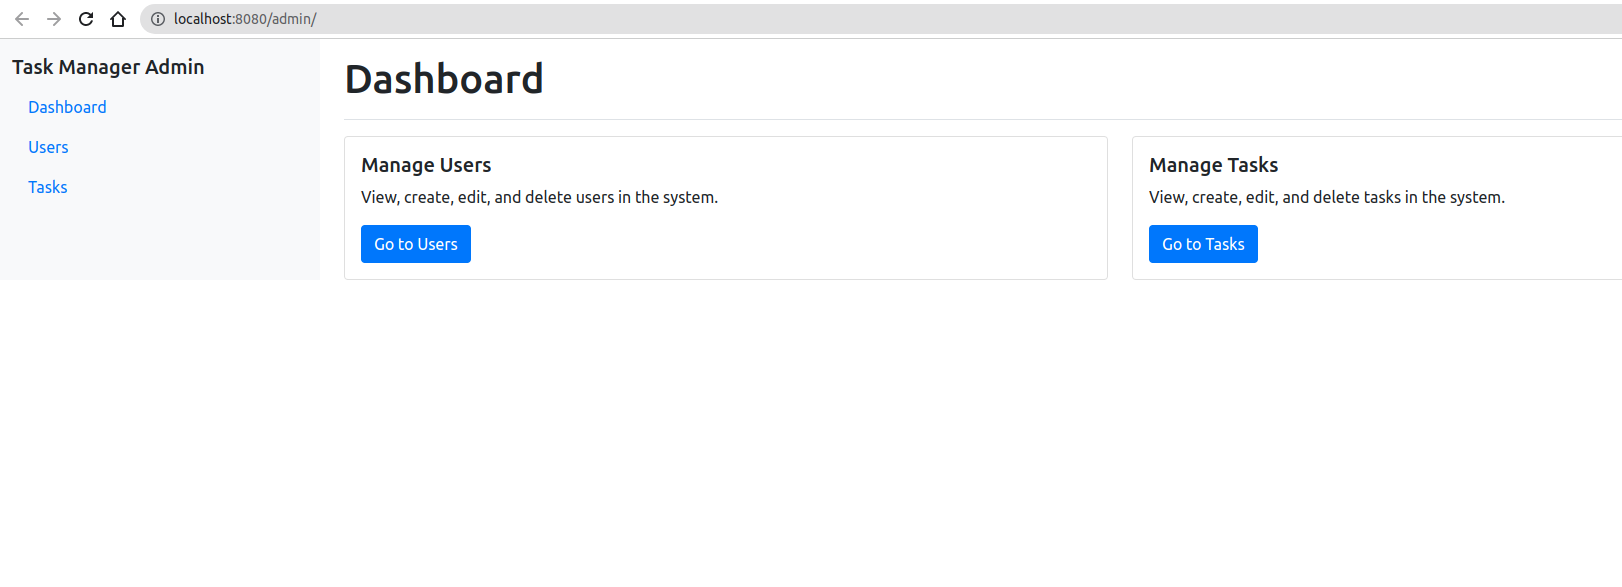 localhost:8080/admin/
Task Manager Admin
Dashboard
Users
Tasks
Dashboard
Manage Users
View, create, edit, and delete users in the system.
Go to Users
Manage Tasks
View, create, edit, and delete tasks in the system.
Go to Tasks